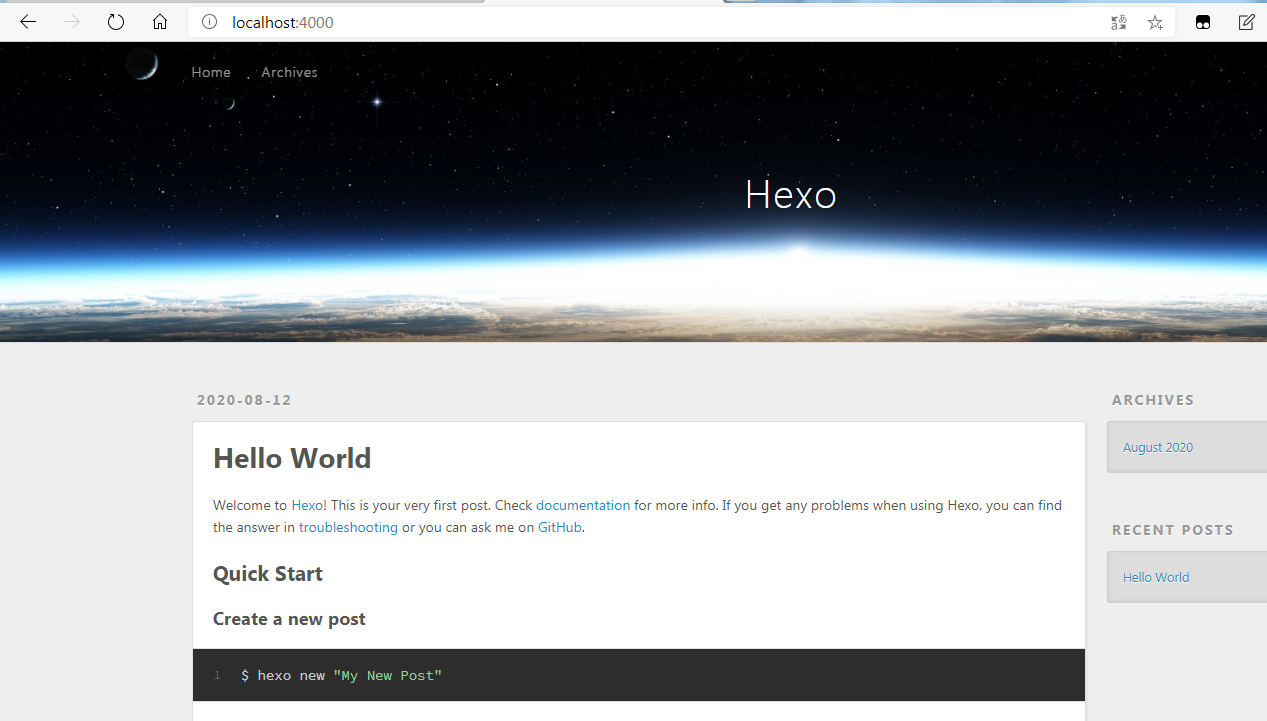 localhost:4000
Home
Archives
Hexo
2020-08-12
Hello World
Welcome to Hexo! This is your very first post. Check documentation for more info. If you get any problems when using Hexo, you can find
the answer in troubleshooting or you can ask me on GitHub.
Quick Start
Create a new post
1 $ hexo new "My New Post"
ARCHIVES
August 2020
RECENT POSTS
Hello World